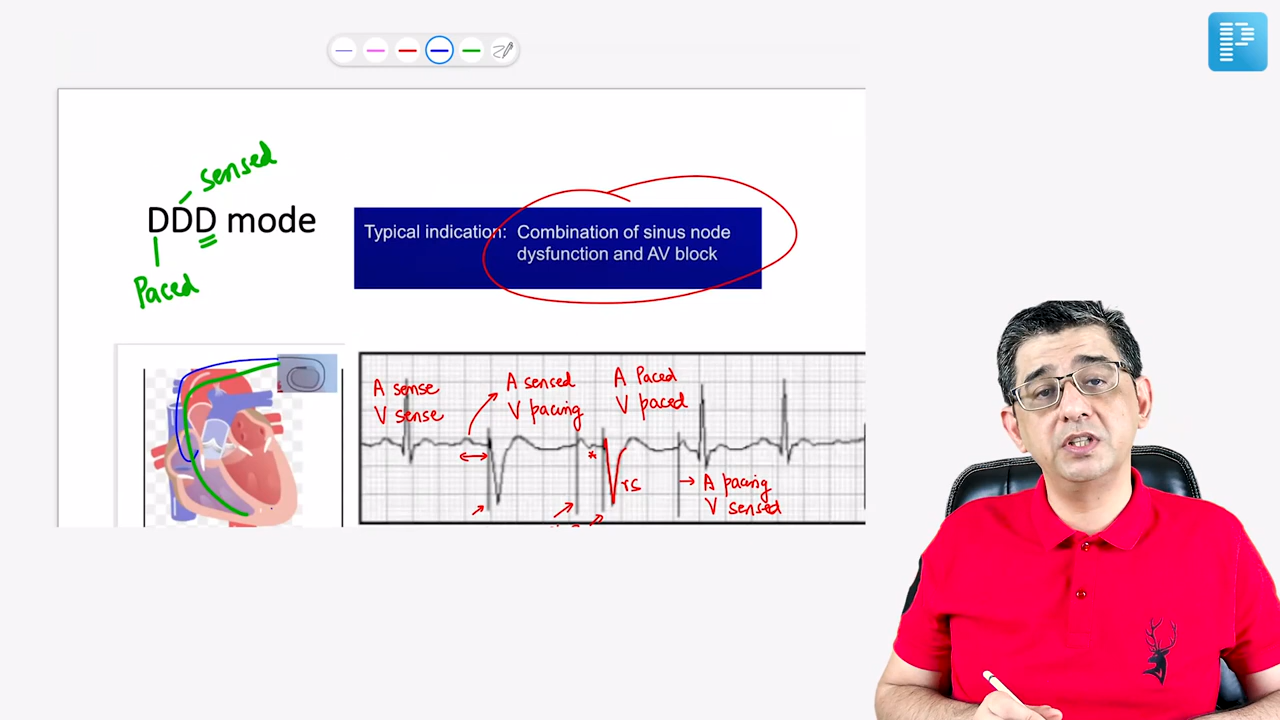 sensed
DDD mode
Paced
Typical indication: Combination of sinus node
dysfunction and AV block
A sense
V sense
A sensed
V pacing
A Paced
V paced
*
rs
→ A pacing
V sensed